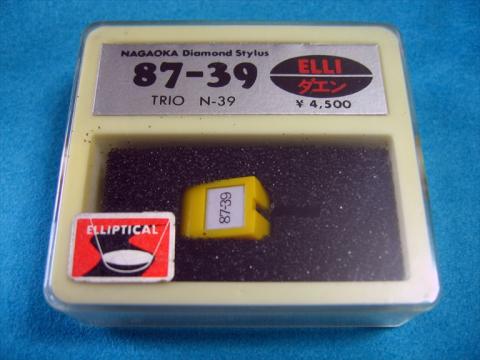 NAGAOKA Diamond Stylus
87-39
TRIO N-39
ELLI
ダエン
¥ 4,500
87-39
ELLIPTICAL